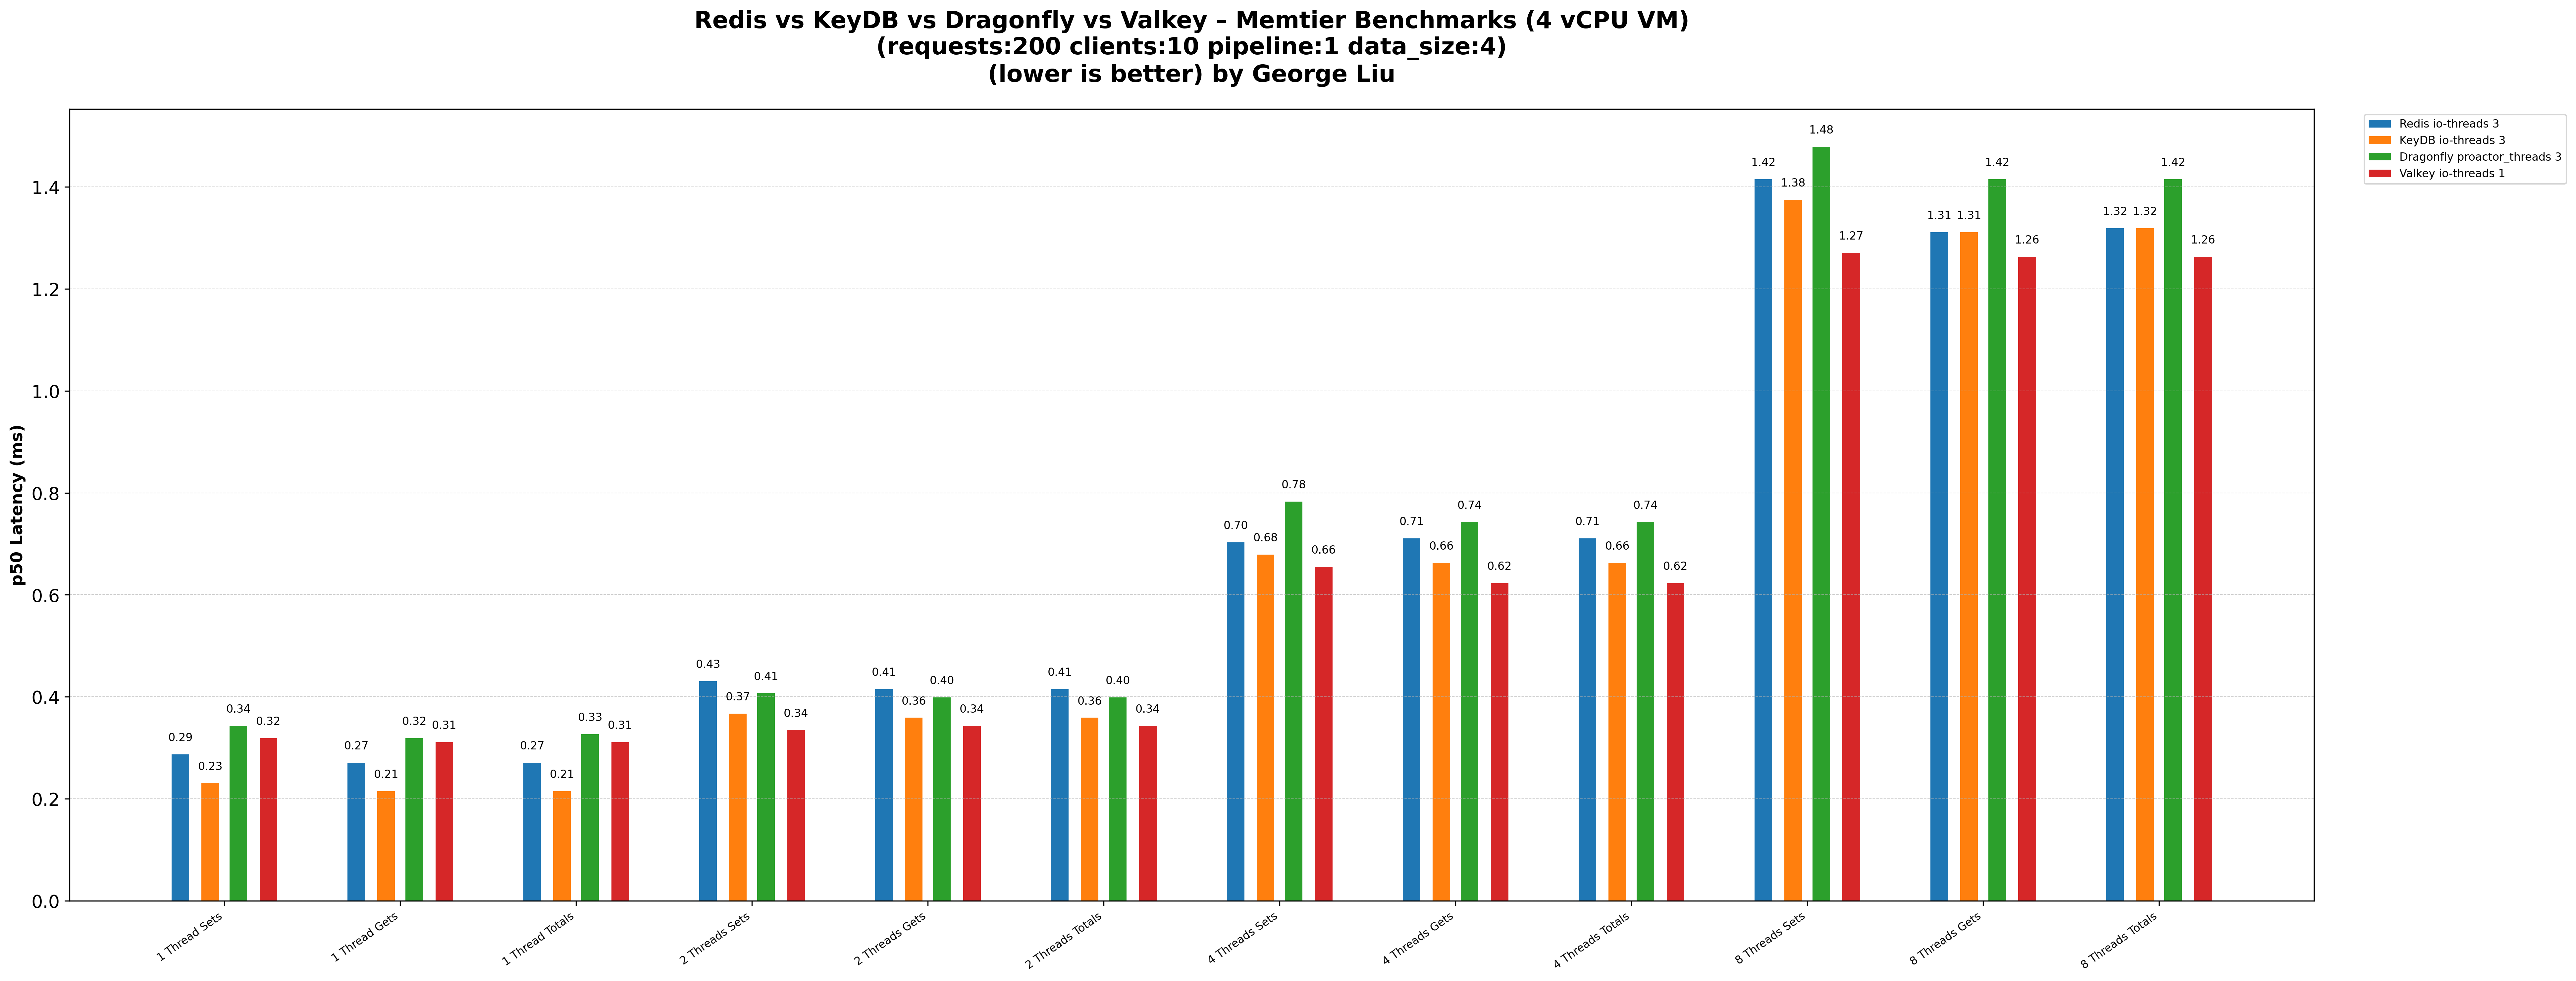 Redis vs KeyDB vs Dragonfly vs Valkey – Memtier Benchmarks (4 vCPU VM)
(requests:200 clients:10 pipeline:1 data_size:4)
(lower is better) by George Liu
Redis io-threads 3
KeyDB io-threads 3
Dragonfly proactor_threads 3
Valkey io-threads 1
p50 Latency (ms)
1.4
1.2
1.0
0.8
0.6
0.4
0.2
0.0
0.29
0.23
0.34
0.32
0.27
0.21
0.32
0.31
0.27
0.21
0.33
0.31
0.43
0.37
0.41
0.34
0.41
0.36
0.40
0.34
0.41
0.36
0.40
0.34
0.70
0.68
0.78
0.66
0.71
0.66
0.74
0.62
0.71
0.66
0.74
0.62
1.42
1.38
1.48
1.27
1.31
1.31
1.42
1.26
1.32
1.32
1.42
1.26
1 Thread Sets
1 Thread Gets
1 Thread Totals
2 Threads Sets
2 Threads Gets
2 Threads Totals
4 Threads Sets
4 Threads Gets
4 Threads Totals
8 Threads Sets
8 Threads Gets
8 Threads Totals